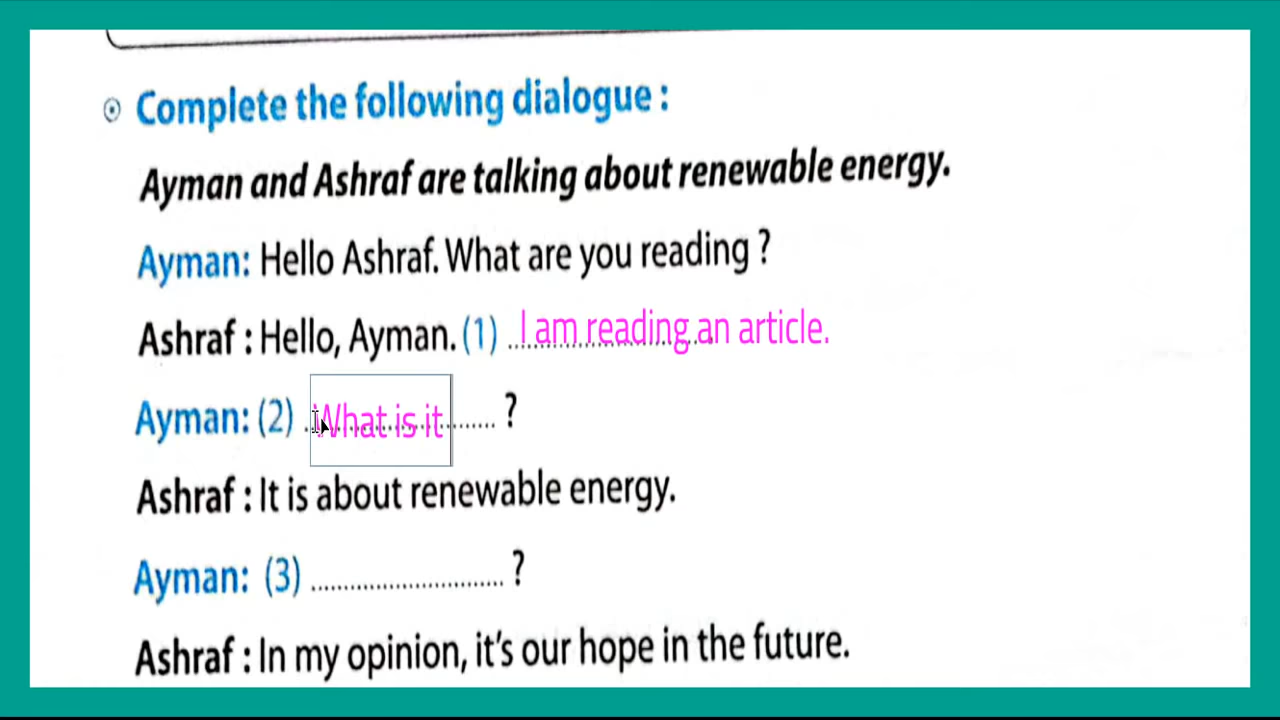 Complete the following dialogue :
Ayman and Ashraf are talking about renewable energy.
Ayman: Hello Ashraf. What are you reading ?
Ashraf : Hello, Ayman. (1) I am reading an article.
Ayman: (2) What is it ?
Ashraf : It is about renewable energy.
Ayman: (3) .............................. ?
Ashraf : In my opinion, it's our hope in the future.